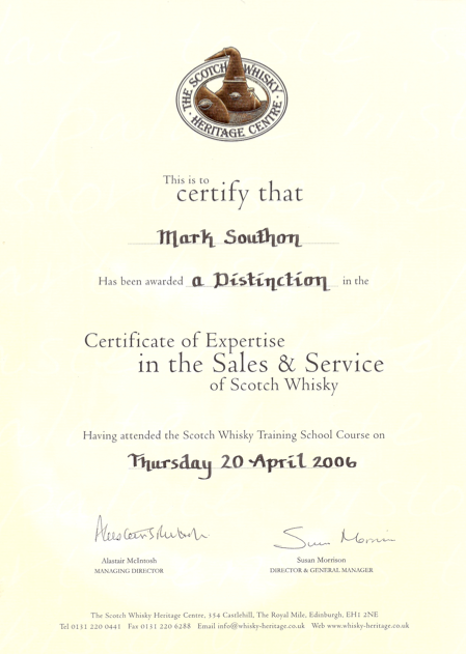 THE SCOTCH WHISKY
· HERITAGE CENTRE ·
This is to
certify that
Mark Southon
Has been awarded a Distinction in the
Certificate of Expertise
in the Sales & Service
of Scotch Whisky
Having attended the Scotch Whisky Training School Course on
Thursday 20 April 2006
Alastair McIntosh
MANAGING DIRECTOR
Susan Morrison
Susan Morrison
DIRECTOR & GENERAL MANAGER
The Scotch Whisky Heritage Centre, 354 Castlehill, The Royal Mile, Edinburgh, EH1 2NE
Tel 0131 220 0441 Fax 0131 220 6288 Email info@whisky-heritage.co.uk Web www.whisky-heritage.co.uk